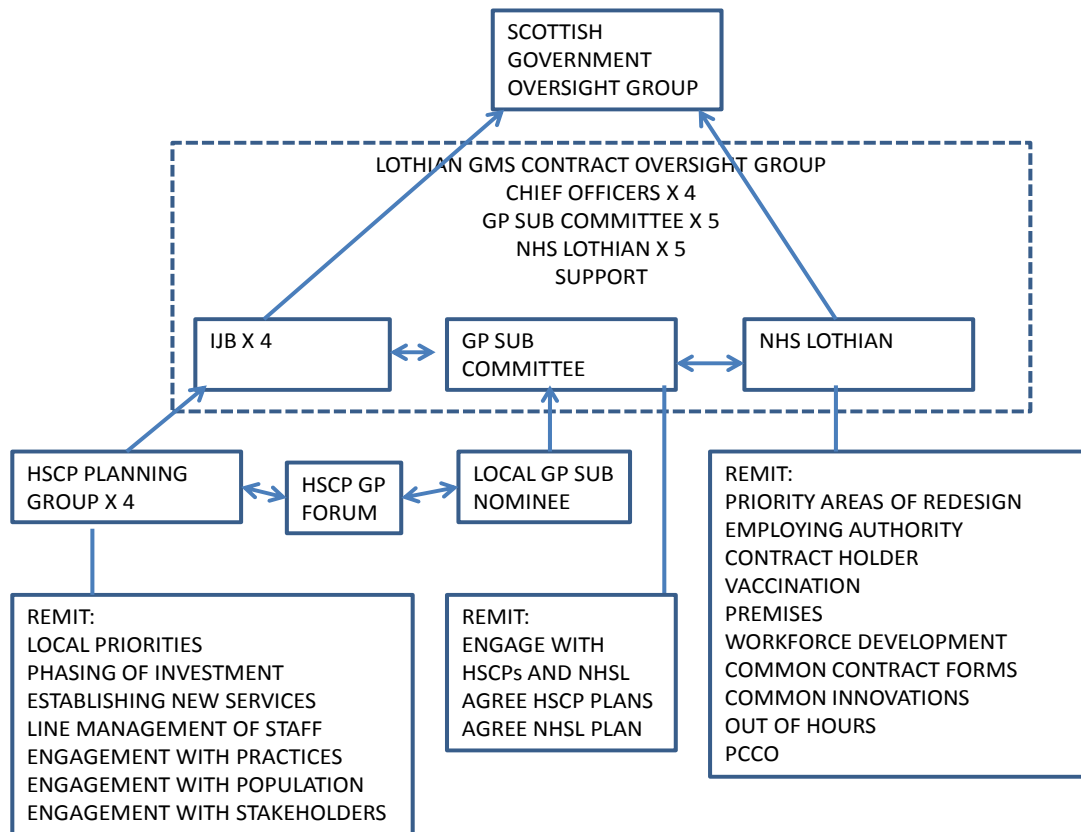 SCOTTISH
GOVERNMENT
OVERSIGHT GROUP
LOTHIAN GMS CONTRACT OVERSIGHT GROUP
CHIEF OFFICERS X 4
GP SUB COMMITTEE X 5
NHS LOTHIAN X 5
SUPPORT
IJB X 4
GP SUB
COMMITTEE
NHS LOTHIAN
HSCP PLANNING
GROUP X 4
HSCP GP
FORUM
LOCAL GP SUB
NOMINEE
REMIT:
LOCAL PRIORITIES
PHASING OF INVESTMENT
ESTABLISHING NEW SERVICES
LINE MANAGEMENT OF STAFF
ENGAGEMENT WITH PRACTICES
ENGAGEMENT WITH POPULATION
ENGAGEMENT WITH STAKEHOLDERS
REMIT:
ENGAGE WITH
HSCPs AND NHSL
AGREE HSCP PLANS
AGREE NHSL PLAN
REMIT:
PRIORITY AREAS OF REDESIGN
EMPLOYING AUTHORITY
CONTRACT HOLDER
VACCINATION
PREMISES
WORKFORCE DEVELOPMENT
COMMON CONTRACT FORMS
COMMON INNOVATIONS
OUT OF HOURS
PCCO